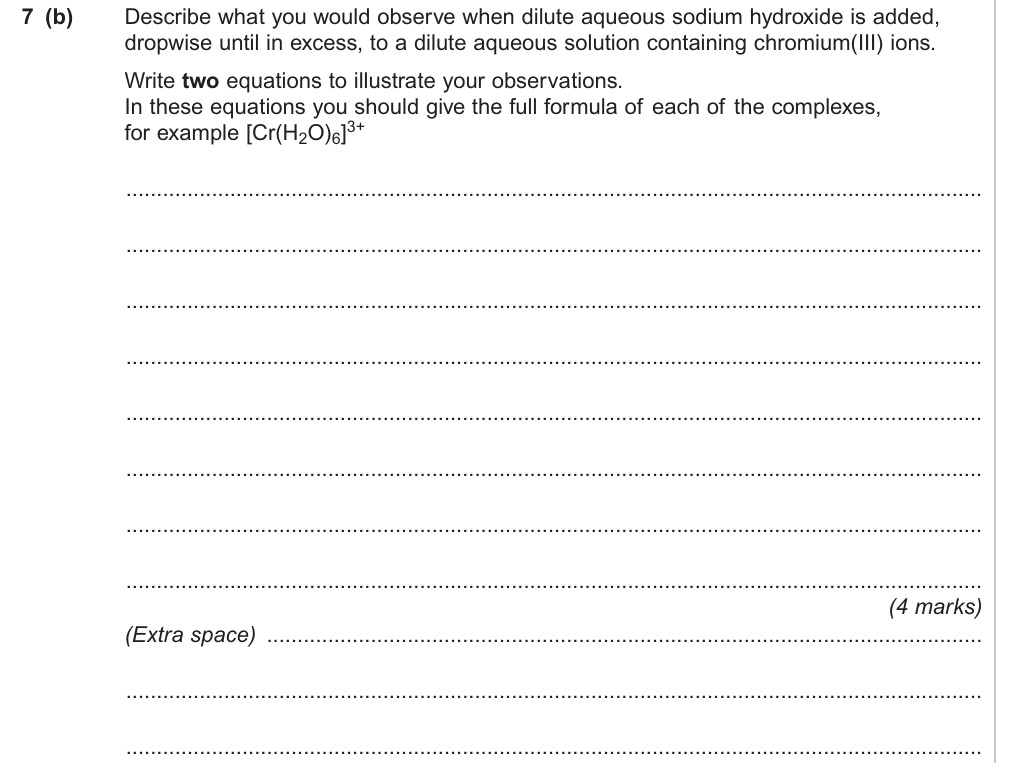 7 (b) Describe what you would observe when dilute aqueous sodium hydroxide is added,
dropwise until in excess, to a dilute aqueous solution containing chromium(III) ions.
Write two equations to illustrate your observations.
In these equations you should give the full formula of each of the complexes,
for example [Cr(H₂O)₆]³⁺
(4 marks)
(Extra space)